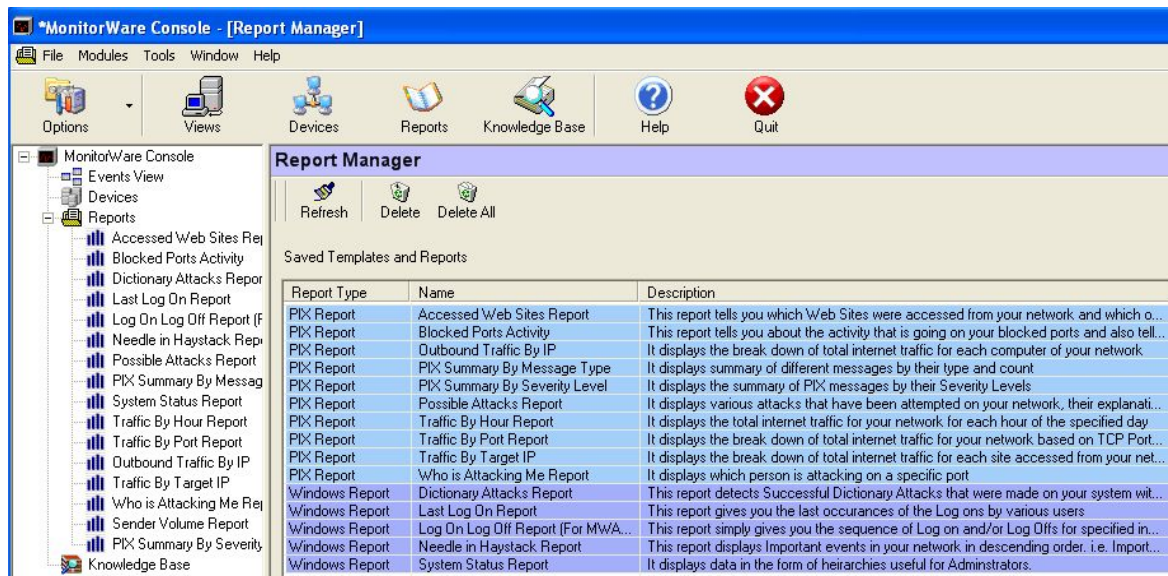 *MonitorWare Console - [Report Manager]
File Modules Tools Window Help
Options Views Devices Reports Knowledge Base Help Quit
MonitorWare Console
Events View
Devices
Reports
Accessed Web Sites Rep
Blocked Ports Activity
Dictionary Attacks Repor
Last Log On Report
Log On Log Off Report (F
Needle in Haystack Repo
Possible Attacks Report
PIX Summary By Messag
System Status Report
Traffic By Hour Report
Traffic By Port Report
Outbound Traffic By IP
Traffic By Target IP
Who is Attacking Me Rep
Sender Volume Report
PIX Summary By Severity
Knowledge Base
Report Manager
Refresh Delete Delete All
Saved Templates and Reports
Report Type Name Description
PIX Report Accessed Web Sites Report This report tells you which Web Sites were accessed from your network and which o...
PIX Report Blocked Ports Activity This report tells you about the activity that is going on your blocked ports and also tell...
PIX Report Outbound Traffic By IP It displays the break down of total internet traffic for each computer of your network
PIX Report PIX Summary By Message Type It displays summary of different messages by their type and count
PIX Report PIX Summary By Severity Level It displays the summary of PIX messages by their Severity Levels
PIX Report Possible Attacks Report It displays various attacks that have been attempted on your network, their explanati...
PIX Report Traffic By Hour Report It displays the total internet traffic for your network for each hour of the specified day
PIX Report Traffic By Port Report It displays the break down of total internet traffic for your network based on TCP Port...
PIX Report Traffic By Target IP It displays the break down of total internet traffic for each site accessed from your net...
PIX Report Who is Attacking Me Report It displays which person is attacking on a specific port
Windows Report Dictionary Attacks Report This report detects Successful Dictionary Attacks that were made on your system wit...
Windows Report Last Log On Report This report gives you the last occurances of the Log ons by various users
Windows Report Log On Log Off Report (For MWA... This report simply gives you the sequence of Log on and/or Log Offs for specified in...
Windows Report Needle in Haystack Report This report displays Important events in your network in descending order. i.e. Import...
Windows Report System Status Report It displays data in the form of heirarchies useful for Adminstrators.